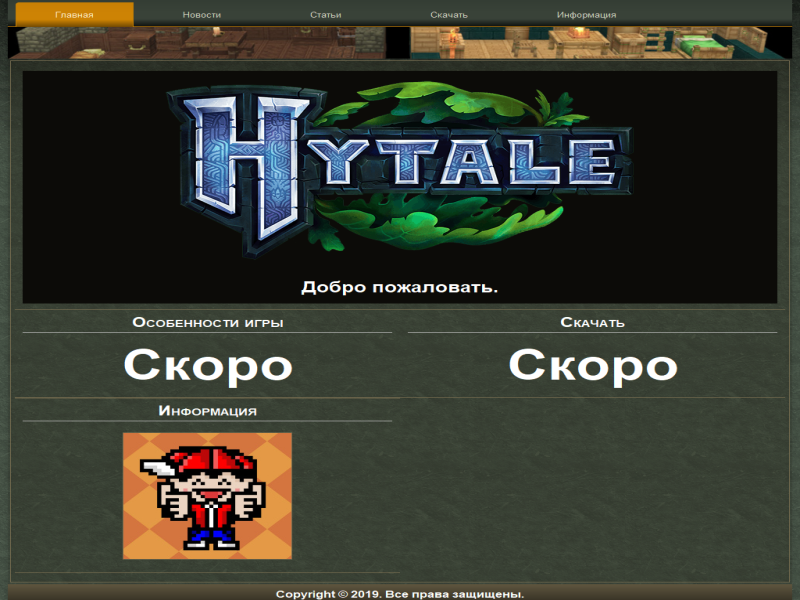 Главная Новости Статьи Скачать Информация
HYTALE
Добро пожаловать.
Особенности игры
Скоро
Скачать
Скоро
Информация
Copyright © 2019. Все права защищены.